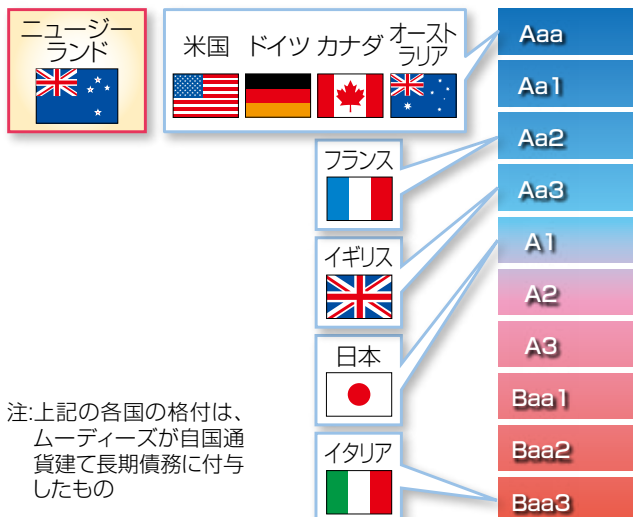 ニュージー
ランド
米国
ドイツ
カナダ
オースト
ラリア
フランス
イギリス
日本
イタリア
Aaa
Aa1
Aa2
Aa3
A1
A2
A3
Baa1
Baa2
Baa3
注:上記の各国の格付は、
ムーディーズが自国通
貨建て長期債務に付与
したもの